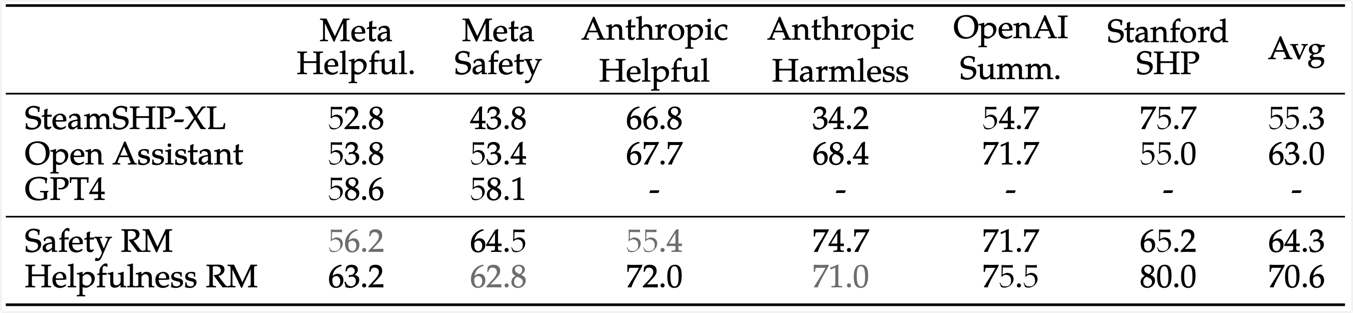 Meta Helpful. Meta Safety Anthropic Helpful Anthropic Harmless OpenAI Summ. Stanford SHP Avg
SteamSHP-XL 52.8 43.8 66.8 34.2 54.7 75.7 55.3
Open Assistant 53.8 53.4 67.7 68.4 71.7 55.0 63.0
GPT4 58.6 58.1 - - - - -
Safety RM 56.2 64.5 55.4 74.7 71.7 65.2 64.3
Helpfulness RM 63.2 62.8 72.0 71.0 75.5 80.0 70.6